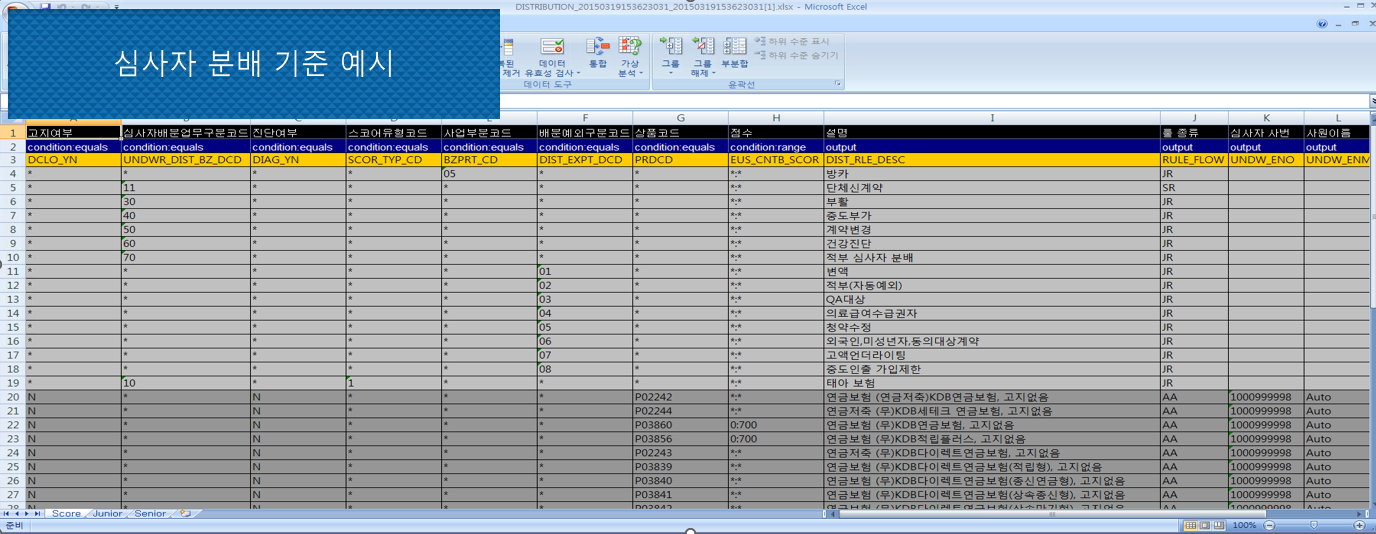 DISTRIBUTION_20150319153623031_20150319153623031[1].xlsx - Microsoft Excel
심사자 분배 기준 예시
제거
데이터 유효성 검사
통합
가상 분석
그룹
그룹 해제
부분합
하위 수준 표시
하위 수준 숨기기
데이터 도구
윤곽선
E F G H I J K L
1 고지여부 심사자배분업무구분코드 진단여부 스코어유형코드 사업부문코드 배분예외구분코드 상품코드 점수 설명 룰 종류 심사자 사번 사원이름
2 condition:equals condition:equals condition:equals condition:equals condition:equals condition:equals condition:equals condition:range output output output output
3 DCLO_YN UNDWR_DIST_BZ_DCD DIAG_YN SCOR_TYP_CD BZPRT_CD DIST_EXPT_DCD PRDCD EUS_CNTB_SCOR DIST_RLE_DESC RULE_FLOW UNDW_ENO UNDW_ENM
4 * * * * 05 * * *:* 방카 JR
5 * 11 * * * * * *:* 단체신계약 SR
6 * 30 * * * * * *:* 부활 JR
7 * 40 * * * * * *:* 중도부가 JR
8 * 50 * * * * * *:* 계약변경 JR
9 * 60 * * * * * *:* 건강진단 JR
10 * 70 * * * * * *:* 적부 심사자 분배 JR
11 * * * * * 01 * *:* 변액 JR
12 * * * * * 02 * *:* 적부(자동예외) JR
13 * * * * * 03 * *:* QA대상 JR
14 * * * * * 04 * *:* 의료급여수급권자 JR
15 * * * * * 05 * *:* 청약수정 JR
16 * * * * * 06 * *:* 외국인,미성년자,동의대상계약 JR
17 * * * * * 07 * *:* 고액언더라이팅 JR
18 * * * * * 08 * *:* 중도인출 가입제한 JR
19 * 10 * 1 * * * *:* 태아 보험 JR
20 N * N * * * P02242 *:* 연금보험 (연금저축)KDB연금보험, 고지없음 AA 1000999998 Auto
21 N * N * * * P02244 *:* 연금저축 (무)KDB세테크 연금보험, 고지없음 AA 1000999998 Auto
22 N * N * * * P03860 0:700 연금보험 (무)KDB연금보험, 고지없음 AA 1000999998 Auto
23 N * N * * * P03856 0:700 연금보험 (무)KDB적립플러스, 고지없음 AA 1000999998 Auto
24 N * N * * * P02243 *:* 연금저축 (무)KDB다이렉트연금보험, 고지없음 AA 1000999998 Auto
25 N * N * * * P03839 *:* 연금보험 (무)KDB다이렉트연금보험(적립형), 고지없음 AA 1000999998 Auto
26 N * N * * * P03840 *:* 연금보험 (무)KDB다이렉트연금보험(종신연금형), 고지없음 AA 1000999998 Auto
27 N * N * * * P03841 *:* 연금보험 (무)KDB다이렉트연금보험(상속종신형), 고지없음 AA 1000999998 Auto
Score Junior Senior
준비 100%